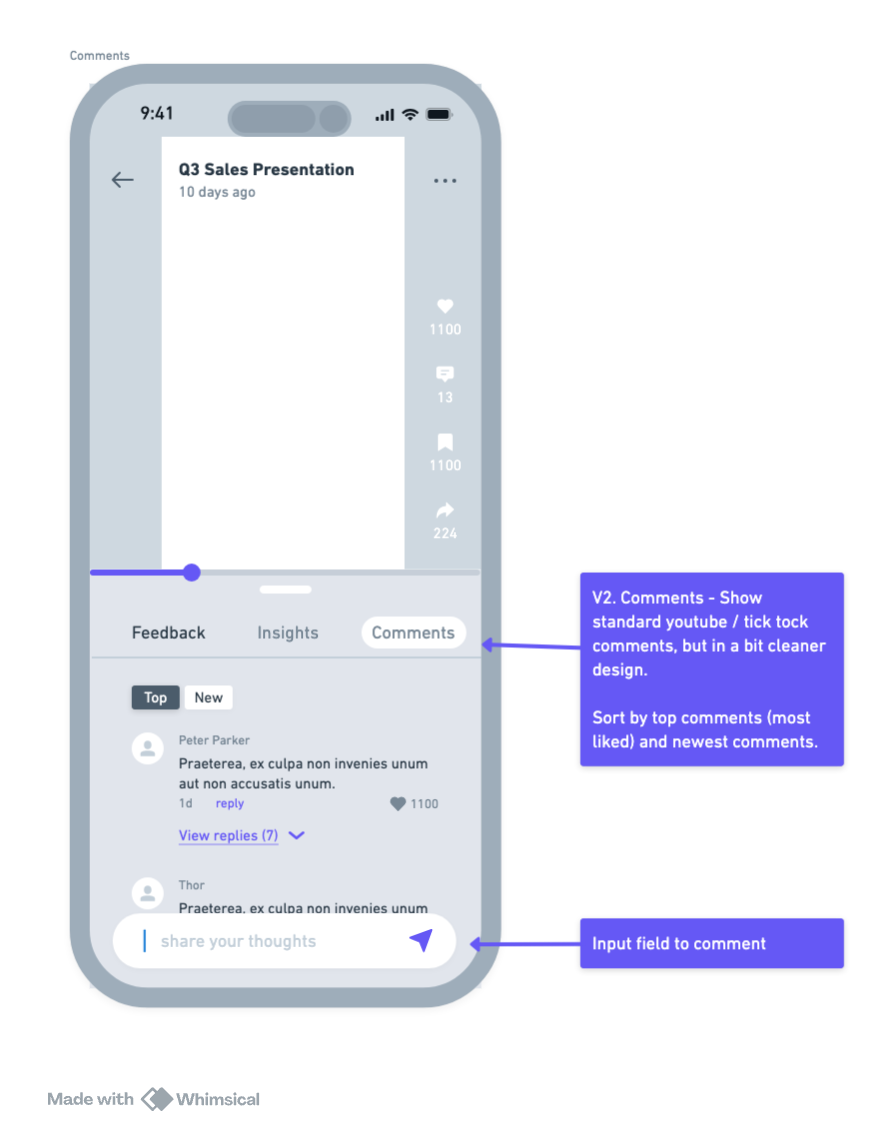 Comments
9:41
Q3 Sales Presentation
10 days ago
1100
13
1100
224
Feedback
Insights
Comments
Top
New
Peter Parker
Praeterea, ex culpa non invenies unum
aut non accusatis unum.
1d
reply
1100
View replies (7)
Thor
Praeterea, ex culpa non invenies unum
share your thoughts
V2. Comments - Show
standard youtube / tick tock
comments, but in a bit cleaner
design.
Sort by top comments (most
liked) and newest comments.
Input field to comment
Made with Whimsical